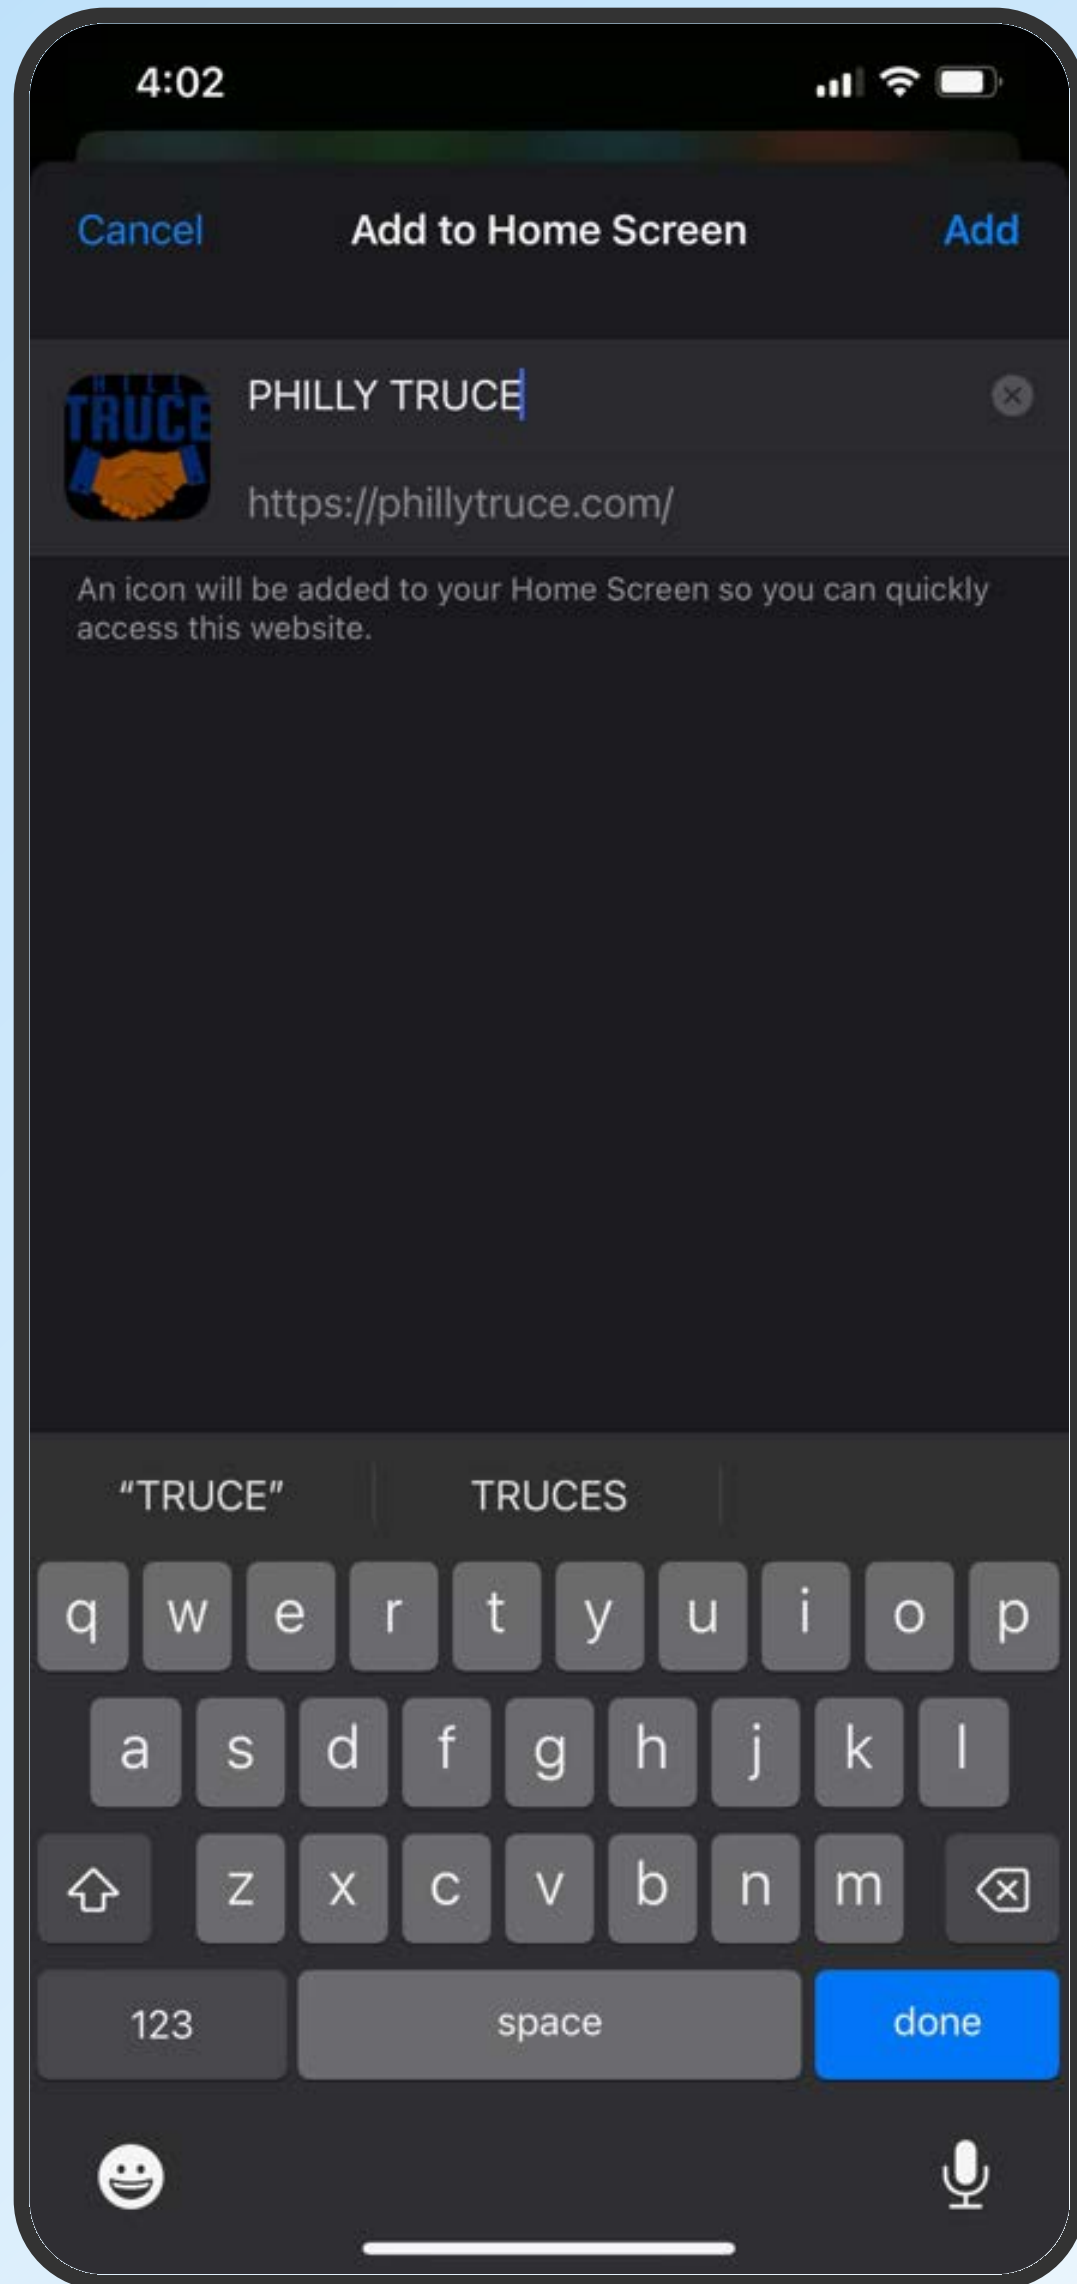 4:02
Cancel Add to Home Screen Add
TRUCE
PHILLY TRUCE
https://phillytruce.com/
An icon will be added to your Home Screen so you can quickly
access this website.
“TRUCE” TRUCES
q w e r t y u i o p
a s d f g h j k l
z x c v b n m
123 space done